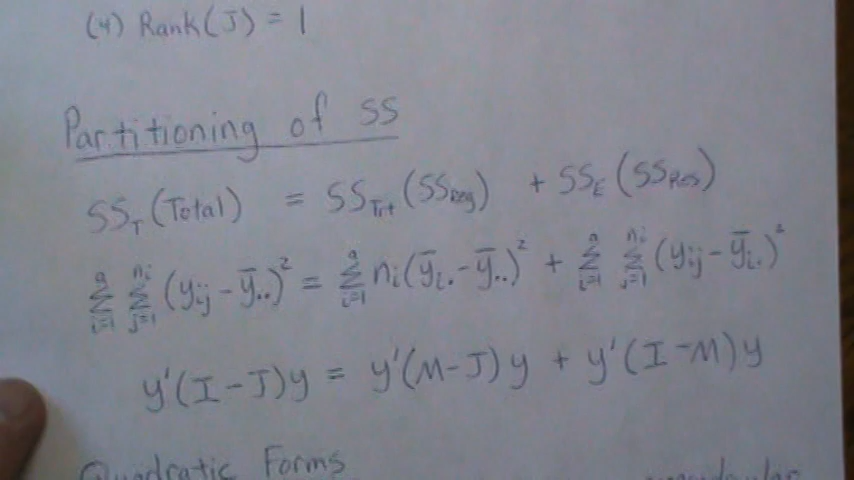 (4) Rank(J) = 1
Partitioning of SS
SS_T (Total) = SS_Trt (SS_Reg) + SS_E (SS_Res)
∑_{i=1}^{a} ∑_{j=1}^{n_i} (y_ij - ȳ..)² = ∑_{i=1}^{a} n_i(ȳ_i. - ȳ..)² + ∑_{i=1}^{a} ∑_{j=1}^{n_i} (y_ij - ȳ_i.)²
y'(I-J)y = y'(M-J)y + y'(I-M)y
Quadratic Forms